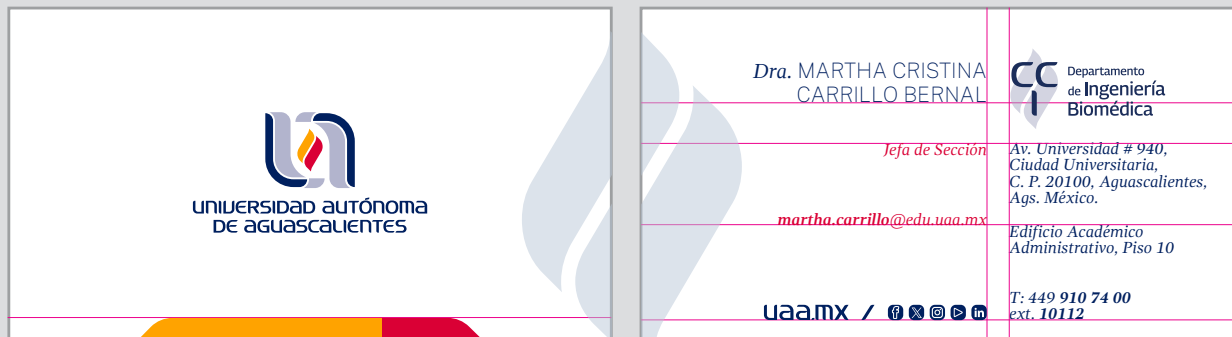 UNIVERSIDAD AUTÓNOMA
DE AGUASCALIENTES
Dra. MARTHA CRISTINA
CARRILLO BERNAL
Jefa de Sección
martha.carrillo@edu.uaa.mx
uaa.mx /
CCI
Departamento
de Ingeniería
Biomédica
Av. Universidad # 940,
Ciudad Universitaria,
C. P. 20100, Aguascalientes,
Ags. México.
Edificio Académico
Administrativo, Piso 10
T: 449 910 74 00
ext. 10112